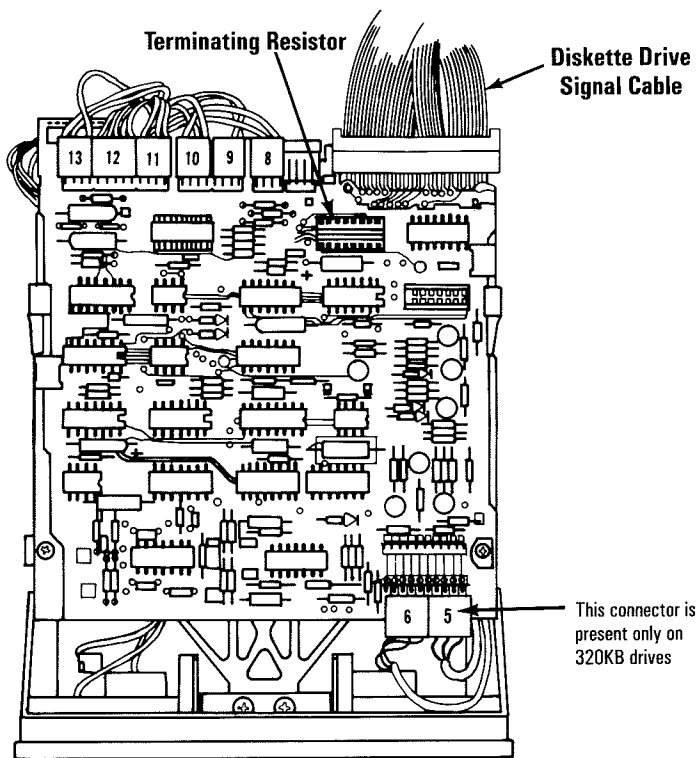 Terminating Resistor
Diskette Drive
Signal Cable
13 12 11 10 9 8
6 5
This connector is
present only on
320KB drives